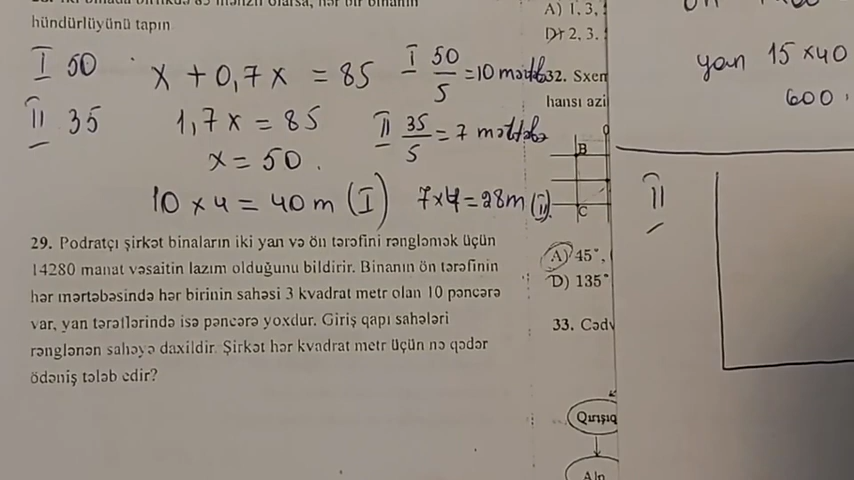 hündürlüyünü tapın.
I 50
x + 0,7x = 85
I 50/5 = 10 mərtəbə
II 35
1,7x = 85
II 35/5 = 7 mərtəbə
x = 50.
10 x 4 = 40 m (I)
7x4 = 28m (II).
29. Podratçı şirkət binaların iki yan və ön tərəfini rəngləmək üçün
14280 manat vəsaitin lazım olduğunu bildirir. Binanın ön tərəfinin
hər mərtəbəsində hər birinin sahəsi 3 kvadrat metr olan 10 pəncərə
var, yan tərəflərində isə pəncərə yoxdur. Giriş qapı sahələri
rənglənən sahəyə daxildir. Şirkət hər kvadrat metr üçün nə qədər
ödəniş tələb edir?
A) 1, 3,
D) 2, 3.
32. Sxem
hansı azi
B
C
A) 45°,
D) 135°
33. Cədv
Qırışıq
Aln
yan 15 x 40
600.
II